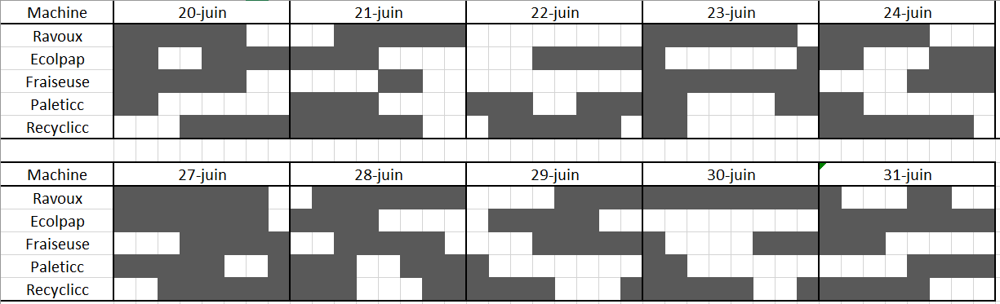 Machine 20-juin 21-juin 22-juin 23-juin 24-juin
Ravoux
Ecolpap
Fraiseuse
Paleticc
Recyclicc
Machine 27-juin 28-juin 29-juin 30-juin 31-juin
Ravoux
Ecolpap
Fraiseuse
Paleticc
Recyclicc